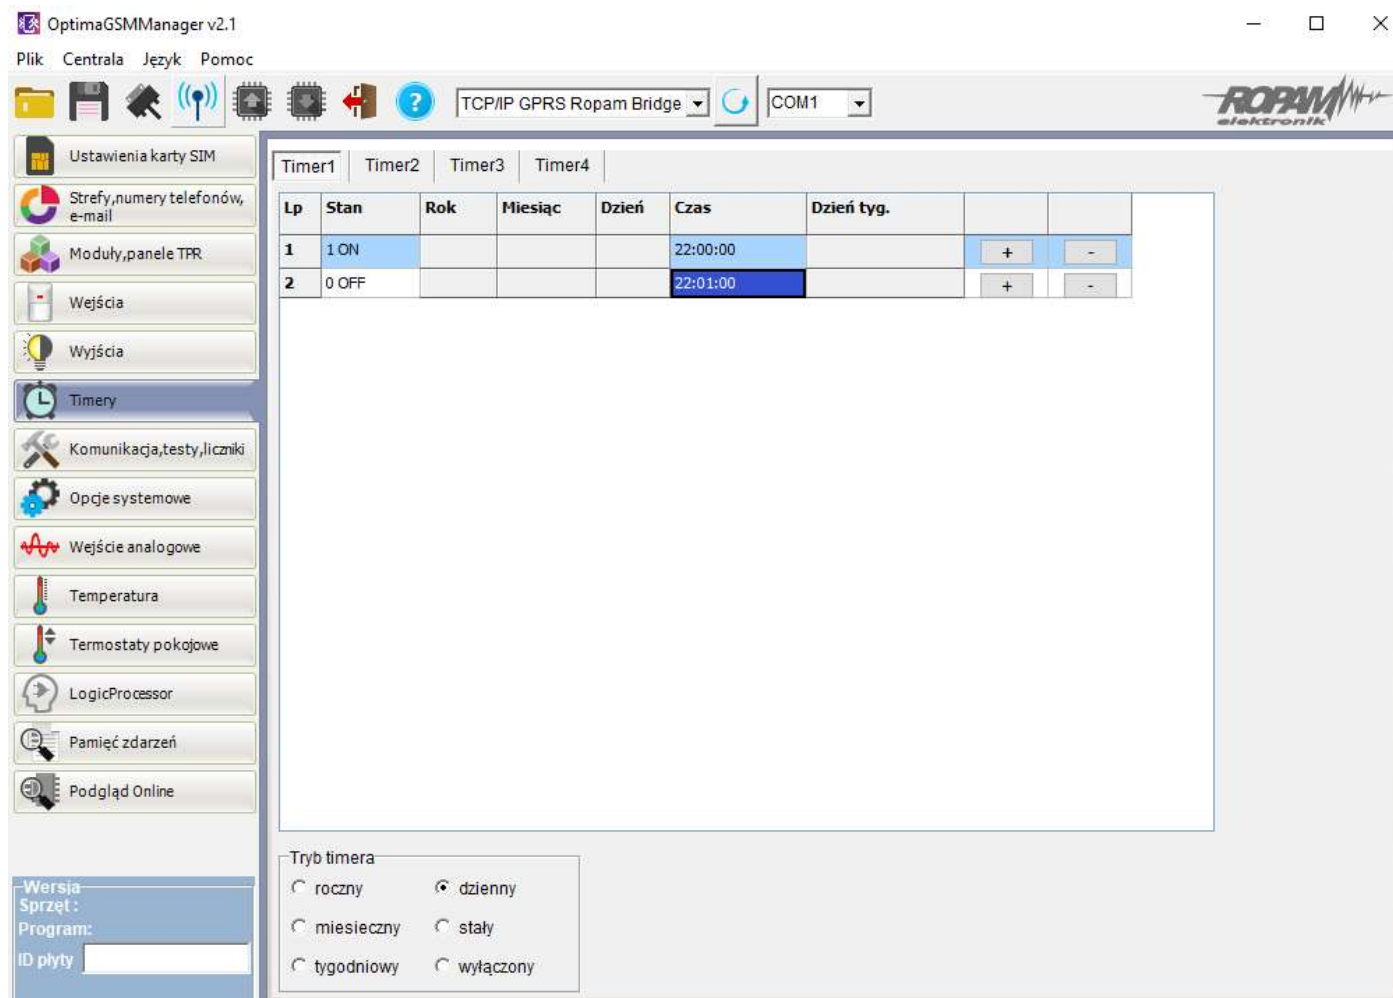 OptimaGSMManager v2.1
Plik Centrala Język Pomoc
TCP/IP GPRS Ropam Bridge COM1
ROPAM
elektronik
Ustawienia karty SIM
Strefy,numery telefonów,
e-mail
Moduły,panele TPR
Wejścia
Wyjścia
Timery
Komunikacja,testy,liczniki
Opcje systemowe
Wejście analogowe
Temperatura
Termostaty pokojowe
LogicProcessor
Pamięć zdarzeń
Podgląd Online
Wersja
Sprzęt :
Program:
ID płyty
Timer1 Timer2 Timer3 Timer4
Lp Stan Rok Miesiąc Dzień Czas Dzień tyg.
1 1 ON 22:00:00 + -
2 0 OFF 22:01:00 + -
Tryb timera
roczny dzienny
miesieczny stały
tygodniowy wyłączony